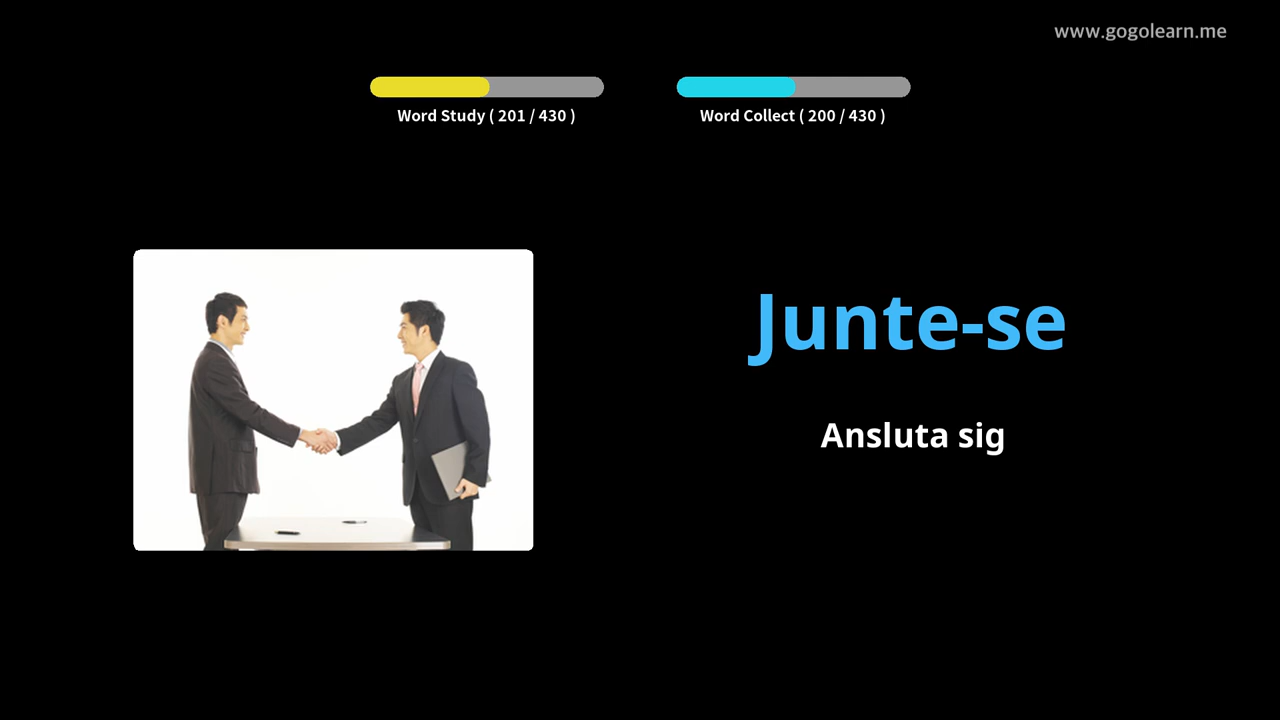 www.gogolearn.me
Word Study ( 201 / 430 )
Word Collect ( 200 / 430 )
Junte-se
Ansluta sig